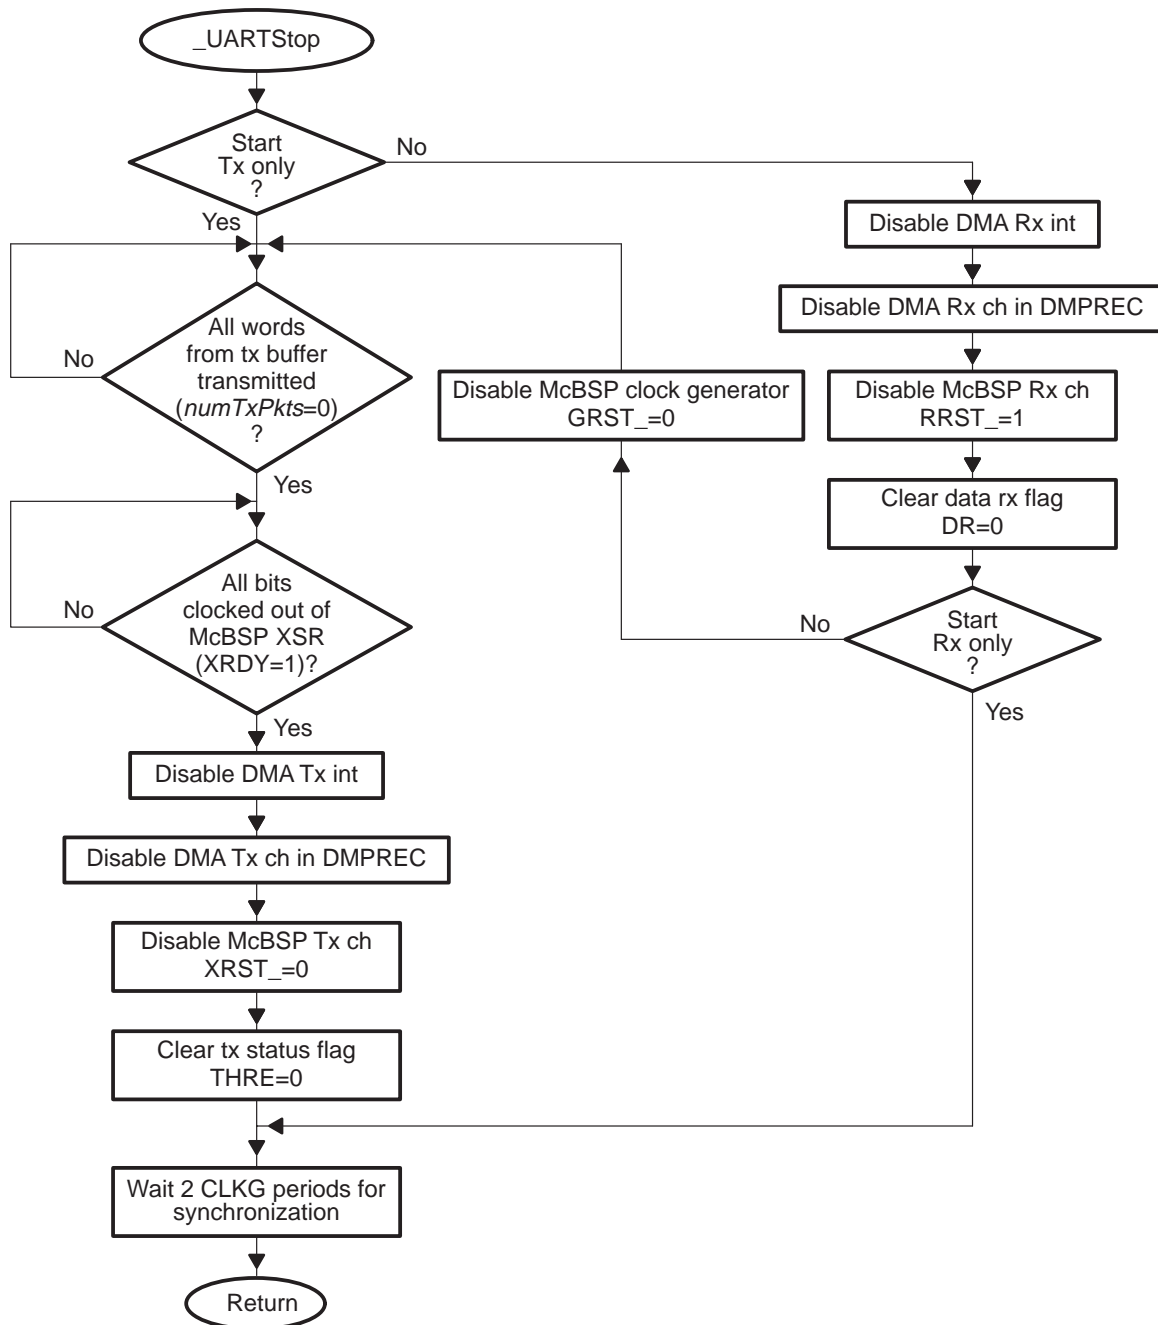 _UARTStop
Start
Tx only
?
No
Yes
Disable DMA Rx int
Disable DMA Rx ch in DMPREC
All words
from tx buffer
transmitted
(numTxPkts=0)
?
No
Yes
Disable McBSP clock generator
GRST_=0
Disable McBSP Rx ch
RRST_=1
Clear data rx flag
DR=0
Start
Rx only
?
No
Yes
All bits
clocked out of
McBSP XSR
(XRDY=1)?
No
Yes
Disable DMA Tx int
Disable DMA Tx ch in DMPREC
Disable McBSP Tx ch
XRST_=0
Clear tx status flag
THRE=0
Wait 2 CLKG periods for
synchronization
Return